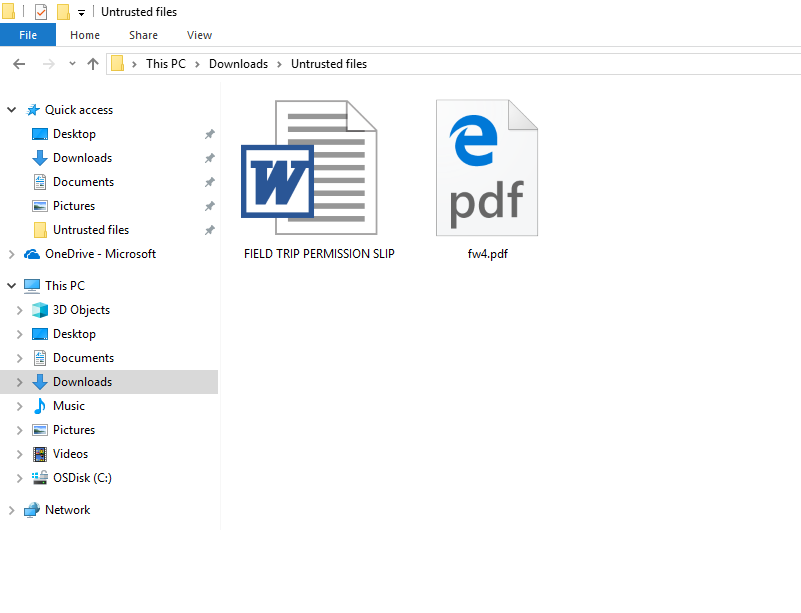 Untrusted files
File Home Share View
This PC Downloads Untrusted files
Quick access
Desktop
Downloads
Documents
Pictures
Untrusted files
OneDrive - Microsoft
This PC
3D Objects
Desktop
Documents
Downloads
Music
Pictures
Videos
OSDisk (C:)
Network
W
FIELD TRIP PERMISSION SLIP
e
pdf
fw4.pdf